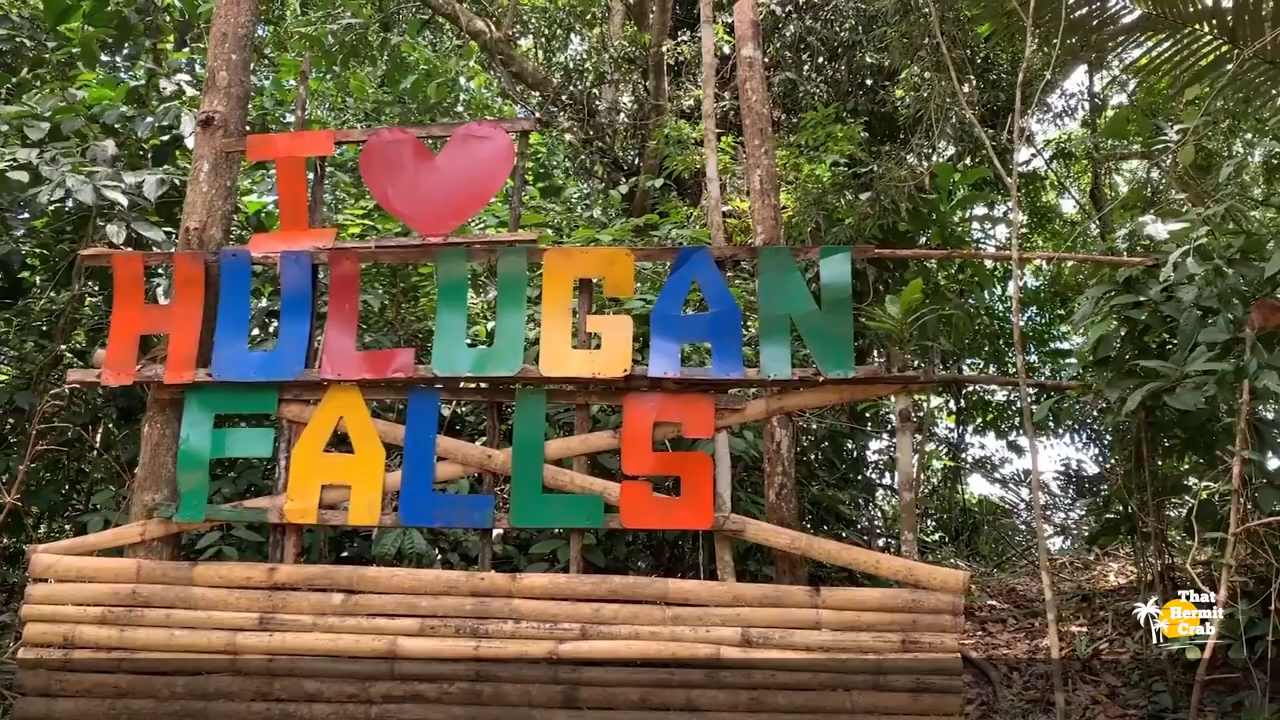 I ❤
HULUGAN
FALLS
That
Hermit
Crab